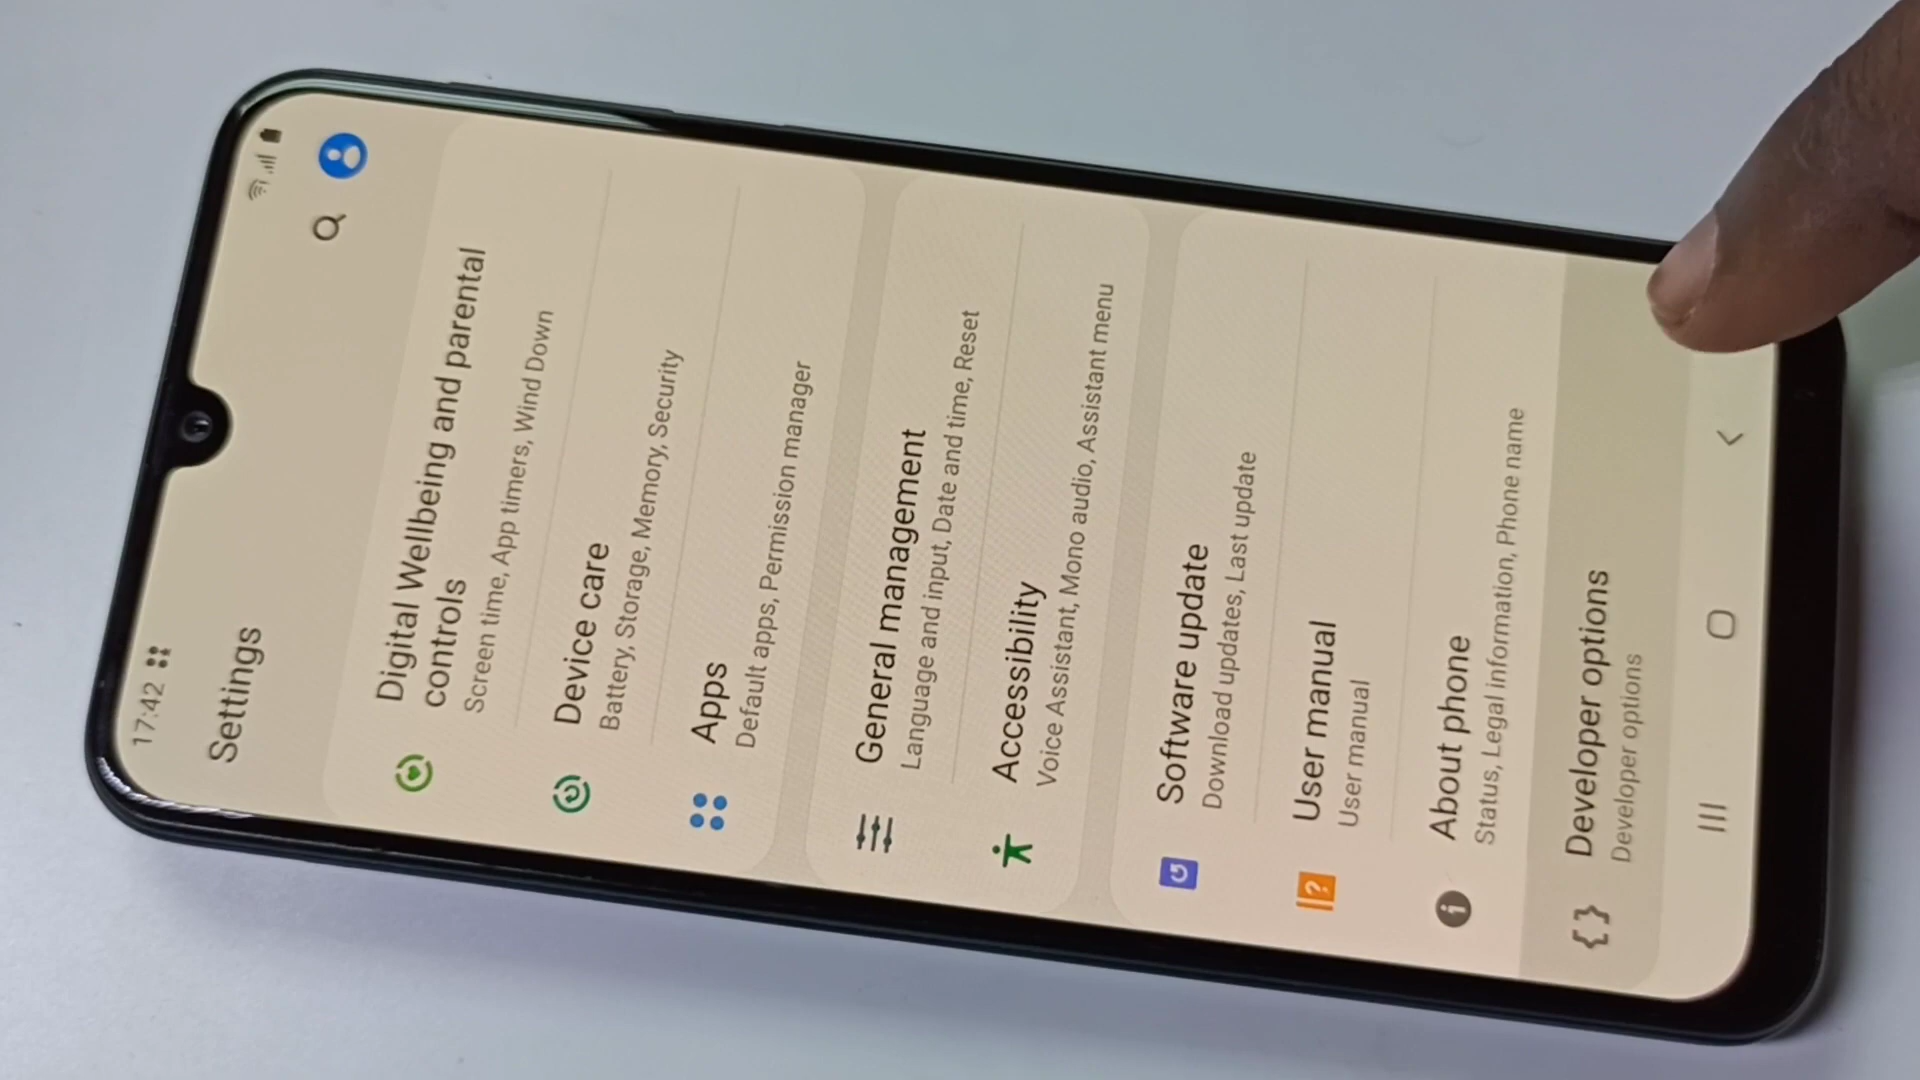 17:42
Settings
Digital Wellbeing and parental
controls
Screen time, App timers, Wind Down
Device care
Battery, Storage, Memory, Security
Apps
Default apps, Permission manager
General management
Language and input, Date and time, Reset
Accessibility
Voice Assistant, Mono audio, Assistant menu
Software update
Download updates, Last update
User manual
User manual
About phone
Status, Legal information, Phone name
Developer options
Developer options